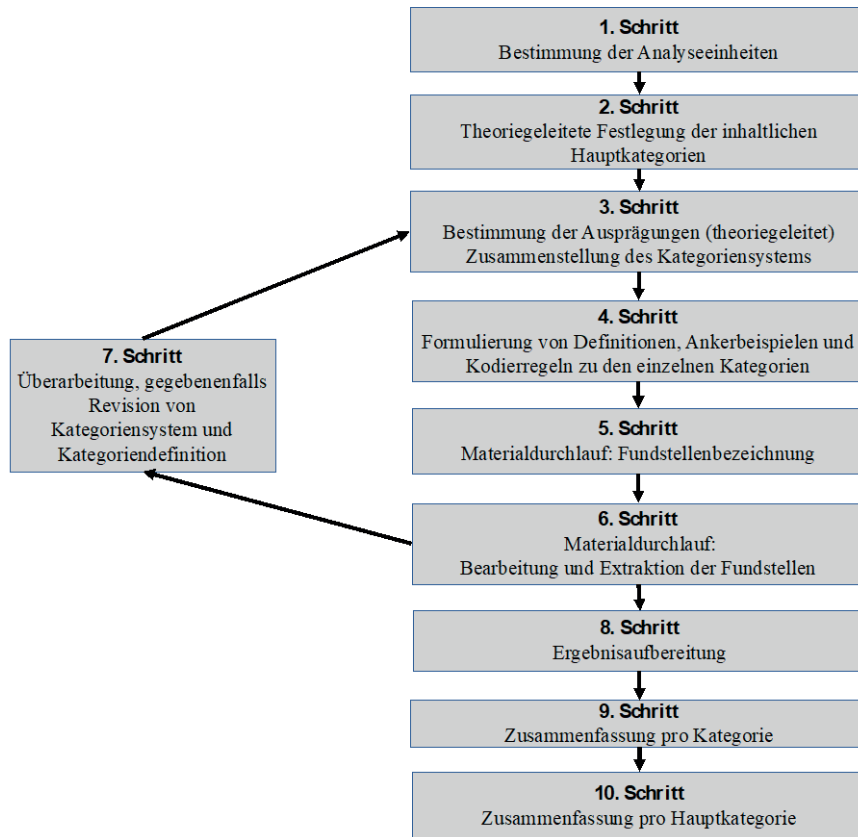 1. Schritt
Bestimmung der Analyseeinheiten
2. Schritt
Theoriegeleitete Festlegung der inhaltlichen
Hauptkategorien
3. Schritt
Bestimmung der Ausprägungen (theoriegeleitet)
Zusammenstellung des Kategoriensystems
4. Schritt
Formulierung von Definitionen, Ankerbeispielen und
Kodierregeln zu den einzelnen Kategorien
5. Schritt
Materialdurchlauf: Fundstellenbezeichnung
6. Schritt
Materialdurchlauf:
Bearbeitung und Extraktion der Fundstellen
7. Schritt
Überarbeitung, gegebenenfalls
Revision von
Kategoriensystem und
Kategoriendefinition
8. Schritt
Ergebnisaufbereitung
9. Schritt
Zusammenfassung pro Kategorie
10. Schritt
Zusammenfassung pro Hauptkategorie